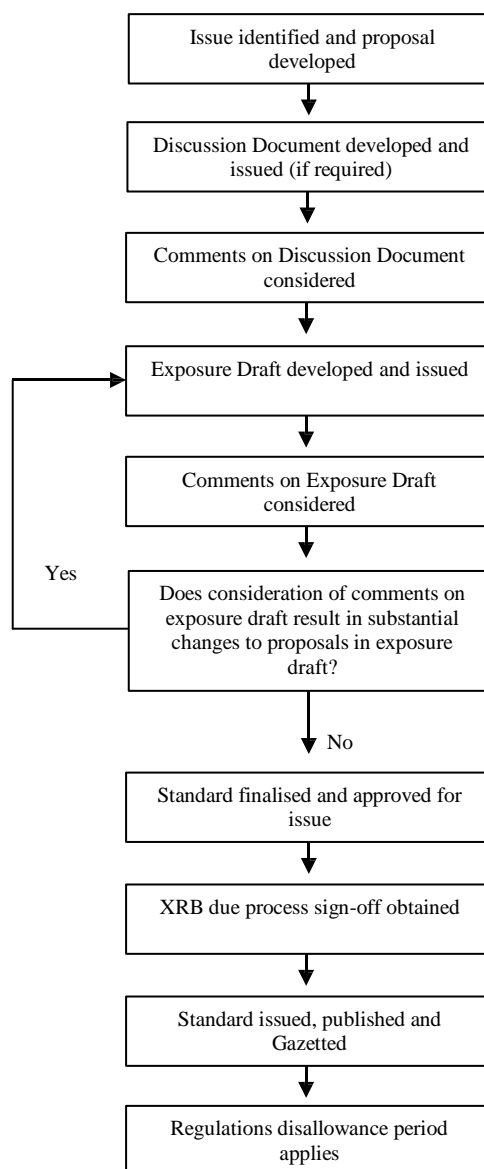 Issue identified and proposal
developed
Discussion Document developed and
issued (if required)
Comments on Discussion Document
considered
Exposure Draft developed and issued
Comments on Exposure Draft
considered
Yes
Does consideration of comments on
exposure draft result in substantial
changes to proposals in exposure
draft?
No
Standard finalised and approved for
issue
XRB due process sign-off obtained
Standard issued, published and
Gazetted
Regulations disallowance period
applies